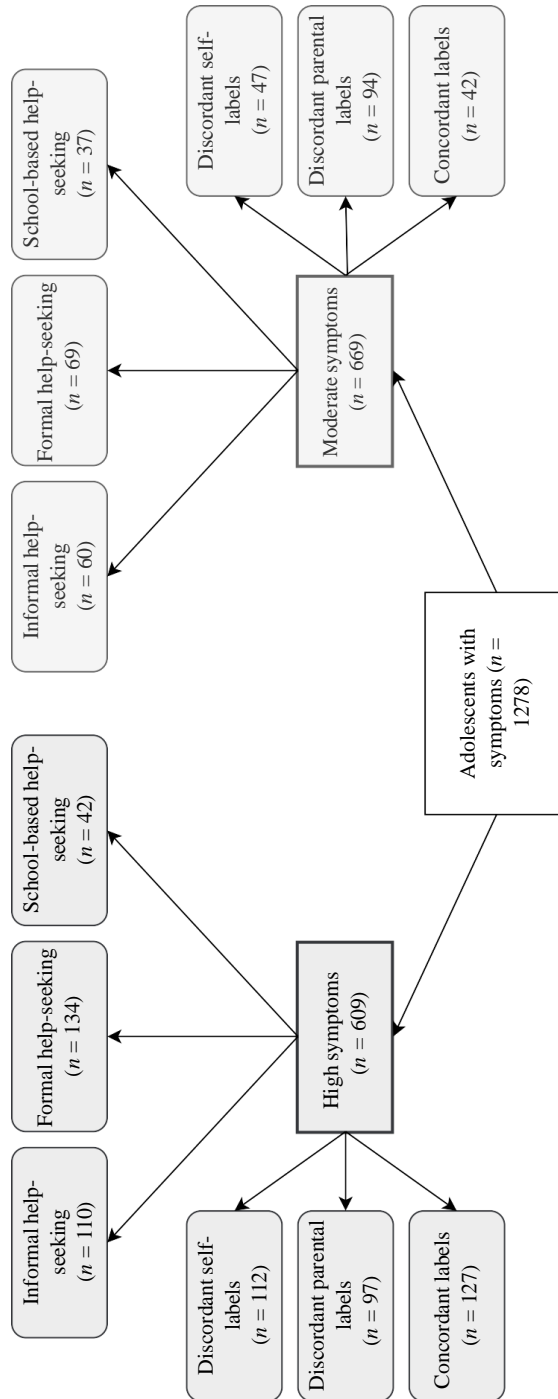 Informal help-
seeking
(n = 110)
Formal help-seeking
(n = 134)
School-based help-
seeking
(n = 42)
Informal help-
seeking
(n = 60)
Formal help-seeking
(n = 69)
School-based help-
seeking
(n = 37)
Discordant self-
labels
(n = 112)
Discordant parental
labels
(n = 97)
Concordant labels
(n = 127)
High symptoms
(n = 609)
Moderate symptoms
(n = 669)
Discordant self-
labels
(n = 47)
Discordant parental
labels
(n = 94)
Concordant labels
(n = 42)
Adolescents with
symptoms (n =
1278)